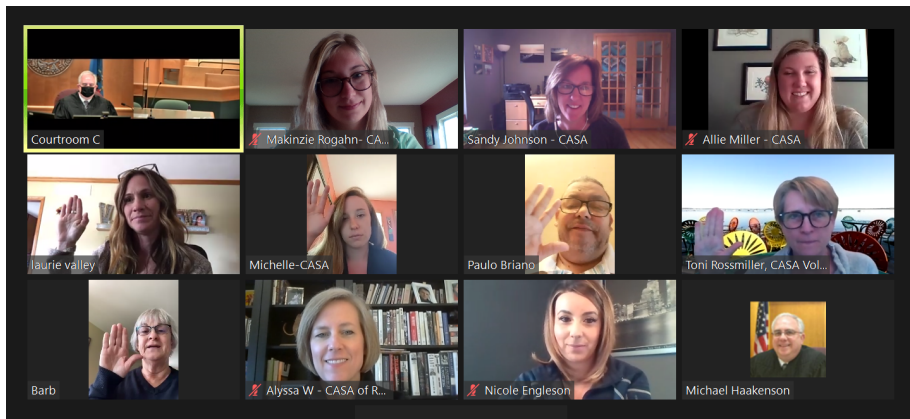 Courtroom C
Makinzie Rogahn- CA...
Sandy Johnson - CASA
Allie Miller - CASA
laurie valley
Michelle-CASA
Paulo Briano
Toni Rossmiller, CASA Vol...
Barb
Alyssa W - CASA of R...
Nicole Engleson
Michael Haakenson